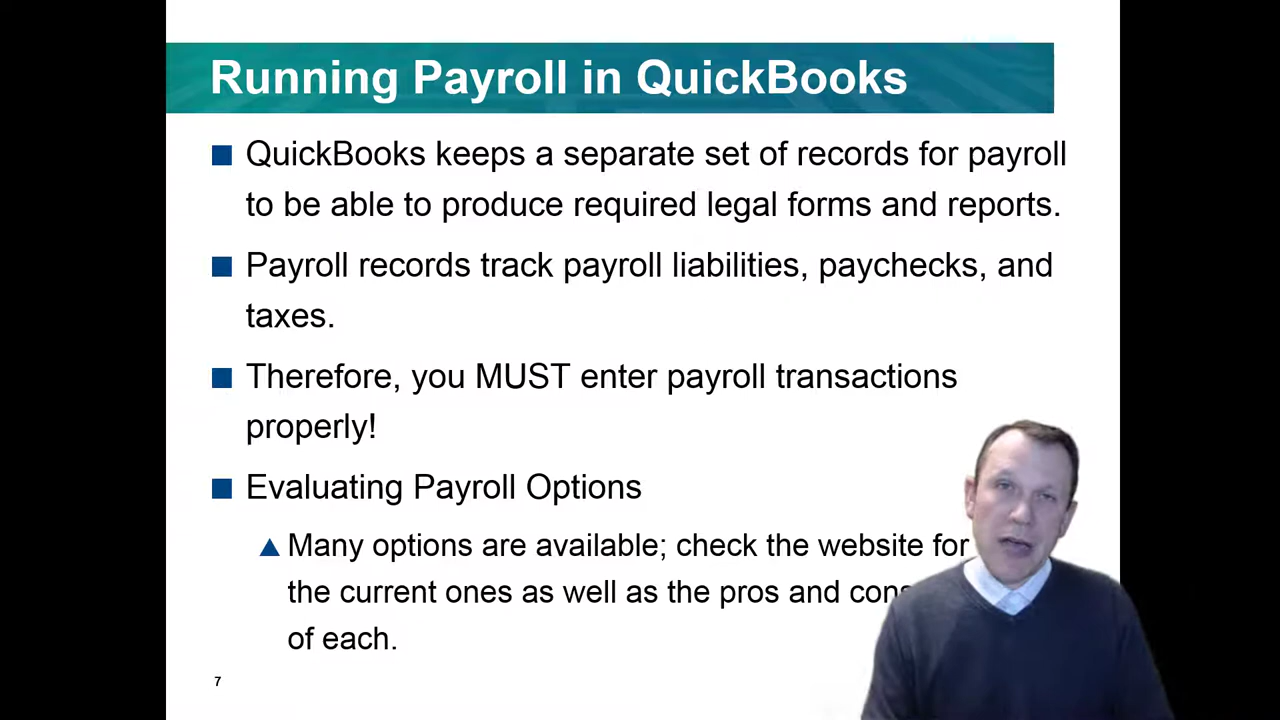 Running Payroll in QuickBooks
QuickBooks keeps a separate set of records for payroll
to be able to produce required legal forms and reports.
Payroll records track payroll liabilities, paychecks, and
taxes.
Therefore, you MUST enter payroll transactions
properly!
Evaluating Payroll Options
Many options are available; check the website for
the current ones as well as the pros and cons
of each.
7